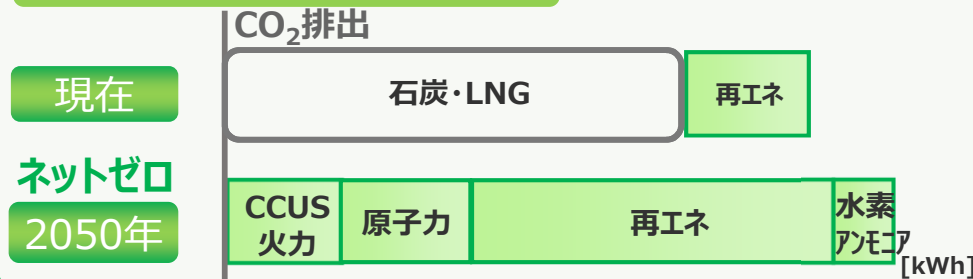 CO₂排出
現在
石炭・LNG
再エネ
ネットゼロ
2050年
CCUS
火力
原子力
再エネ
水素
ｱﾝﾓﾆｱ
[kWh]